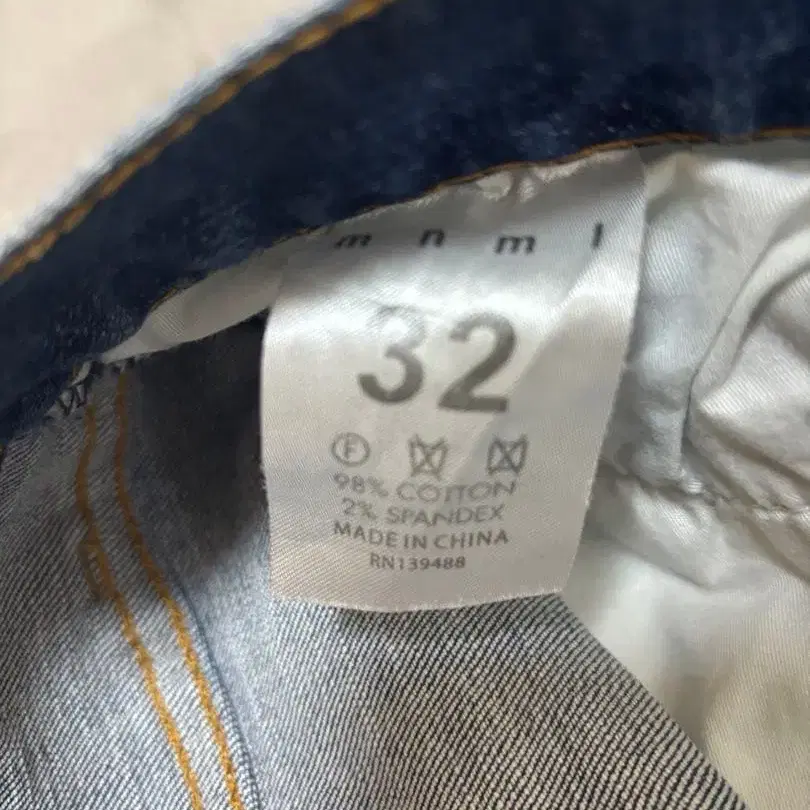 m n m l
32
F
98% COTTON
2% SPANDEX
MADE IN CHINA
RN139488